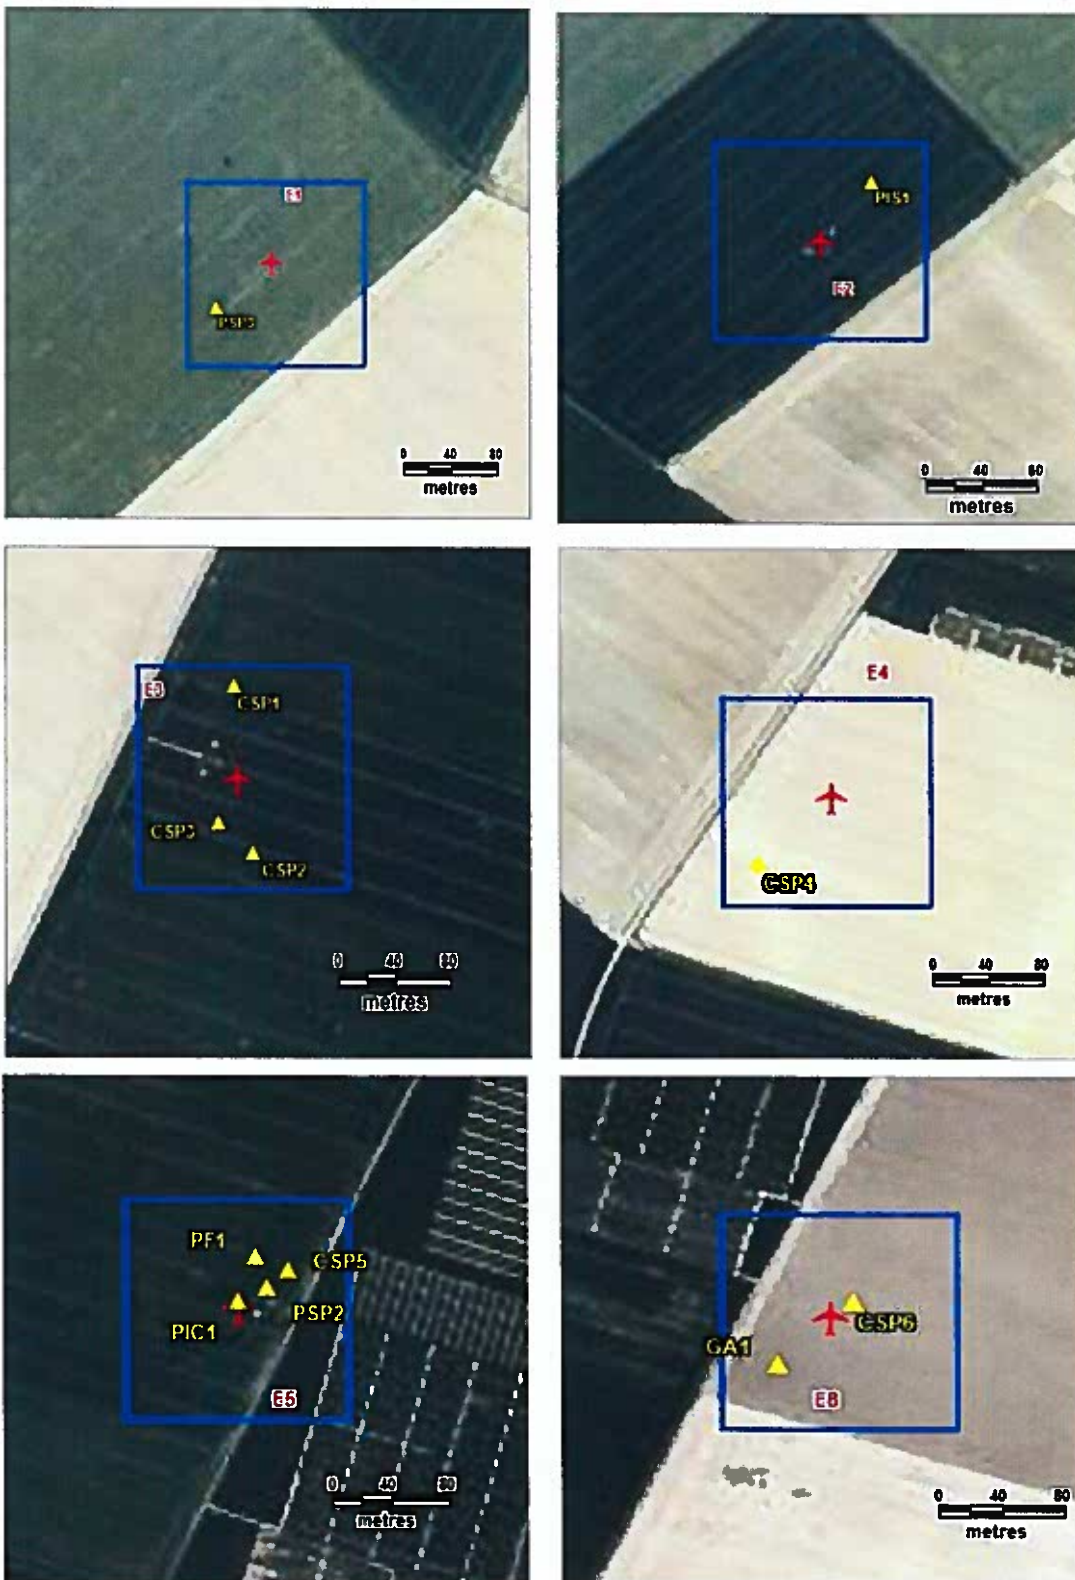 E1
PSP3
0 40 80
metres
PIS1
E2
0 40 80
metres
E3
CSP1
CSP3
CSP2
0 40 80
metres
E4
CSP4
0 40 80
metres
PF1
CSP5
PSP2
PIC1
E5
0 40 80
metres
CSP6
GA1
E6
0 40 80
metres